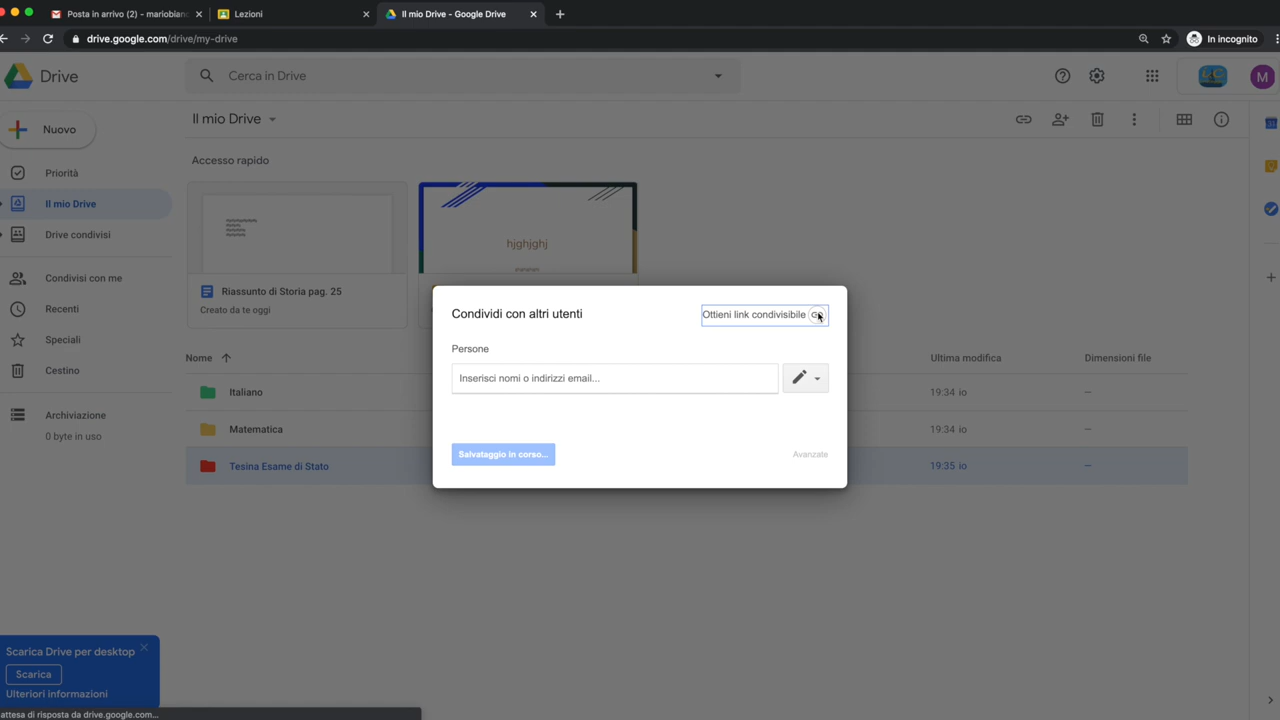 Posta in arrivo (2) - mariobian
Lezioni
Il mio Drive - Google Drive
drive.google.com/drive/my-drive
In incognito
Drive
Cerca in Drive
M
Nuovo
Il mio Drive
Priorità
Il mio Drive
Drive condivisi
Condivisi con me
Recenti
Speciali
Cestino
Archiviazione
0 byte in uso
Accesso rapido
hjghjghj
Riassunto di Storia pag. 25
Creato da te oggi
Condividi con altri utenti
Ottieni link condivisibile
Persone
Inserisci nomi o indirizzi email...
Salvataggio in corso...
Avanzate
Nome
Ultima modifica
Dimensioni file
Italiano
19:34 io
–
Matematica
19:34 io
–
Tesina Esame di Stato
19:35 io
–
Scarica Drive per desktop
Scarica
Ulteriori informazioni
attesa di risposta da drive.google.com...